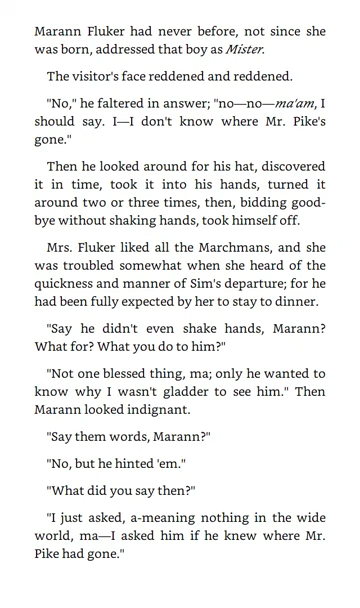 Marann Fluker had never before, not since she
was born, addressed that boy as Mister.
The visitor's face reddened and reddened.
"No," he faltered in answer; "no—no—ma'am, I
should say. I—I don't know where Mr. Pike's
gone."
Then he looked around for his hat, discovered
it in time, took it into his hands, turned it
around two or three times, then, bidding good-
bye without shaking hands, took himself off.
Mrs. Fluker liked all the Marchmans, and she
was troubled somewhat when she heard of the
quickness and manner of Sim's departure; for he
had been fully expected by her to stay to dinner.
"Say he didn't even shake hands, Marann?
What for? What you do to him?"
"Not one blessed thing, ma; only he wanted to
know why I wasn't gladder to see him." Then
Marann looked indignant.
"Say them words, Marann?"
"No, but he hinted 'em."
"What did you say then?"
"I just asked, a-meaning nothing in the wide
world, ma—I asked him if he knew where Mr.
Pike had gone."